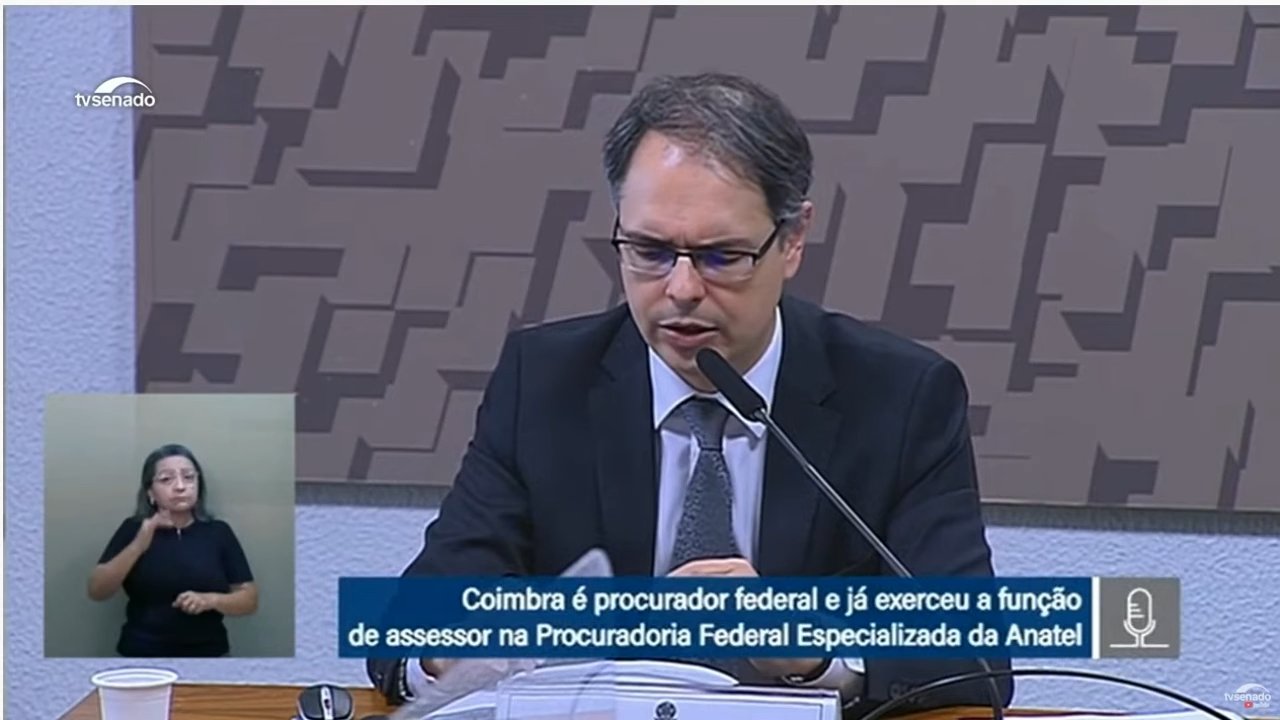 tvsenado
Coimbra é procurador federal e já exerceu a função
de assessor na Procuradoria Federal Especializada da Anatel
tvsenado